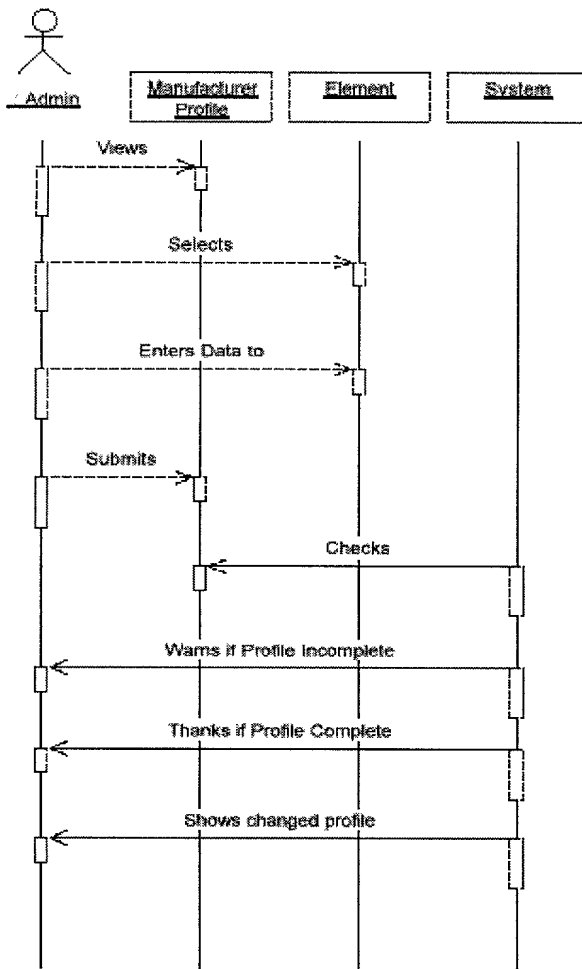 Admin
Manufacturer
Profile
Element
System
Views
Selects
Enters Data to
Submits
Checks
Warns if Profile Incomplete
Thanks if Profile Complete
Shows changed profile